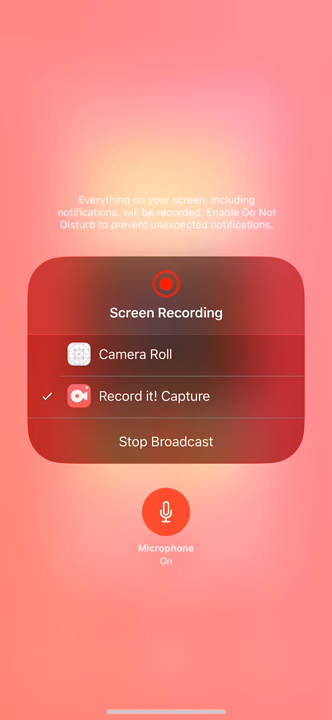 Everything on your screen, including
notifications, will be recorded. Enable Do Not
Disturb to prevent unexpected notifications.
Screen Recording
Camera Roll
Record it! Capture
Stop Broadcast
Microphone
On